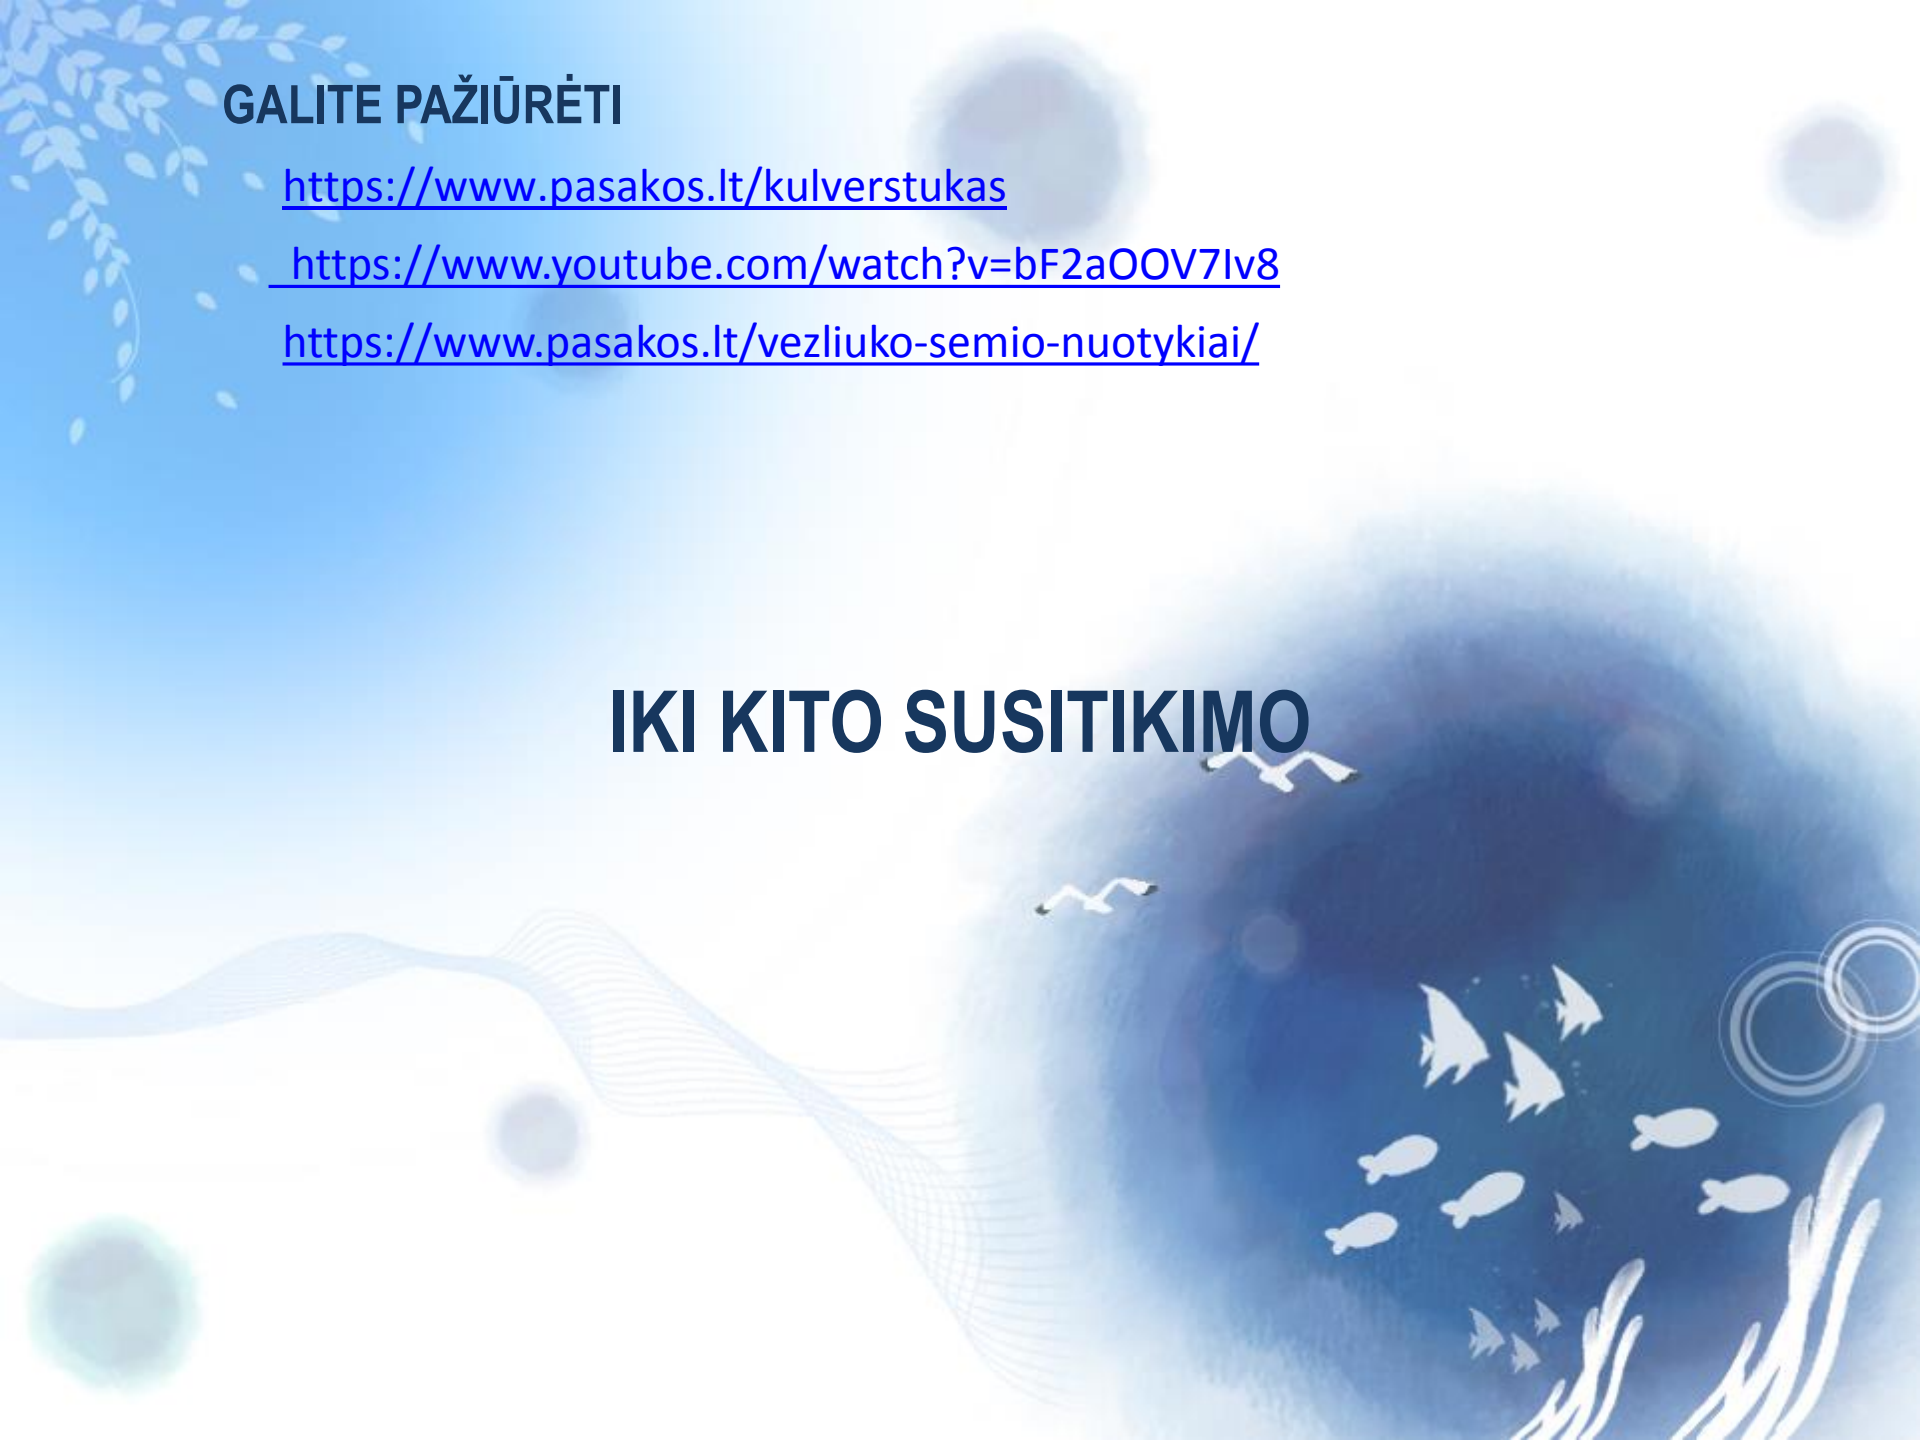 GALITE PAŽIŪRĖTI
https://www.pasakos.lt/kulverstukas
https://www.youtube.com/watch?v=bF2aOOV7Iv8
https://www.pasakos.lt/vezliuko-semio-nuotykiai/
IKI KITO SUSITIKIMO